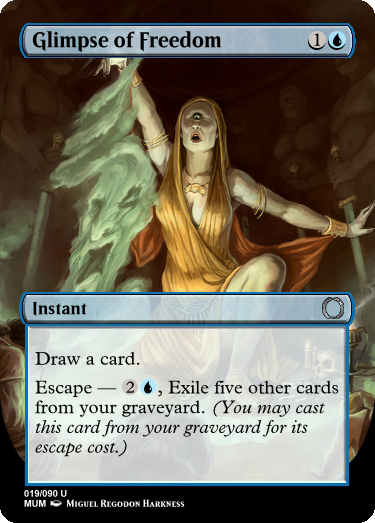 Glimpse of Freedom 1
Instant
Draw a card.
Escape — 2, Exile five other cards
from your graveyard. (You may cast
this card from your graveyard for its
escape cost.)
019/090 U
MUM Miguel Regodon Harkness